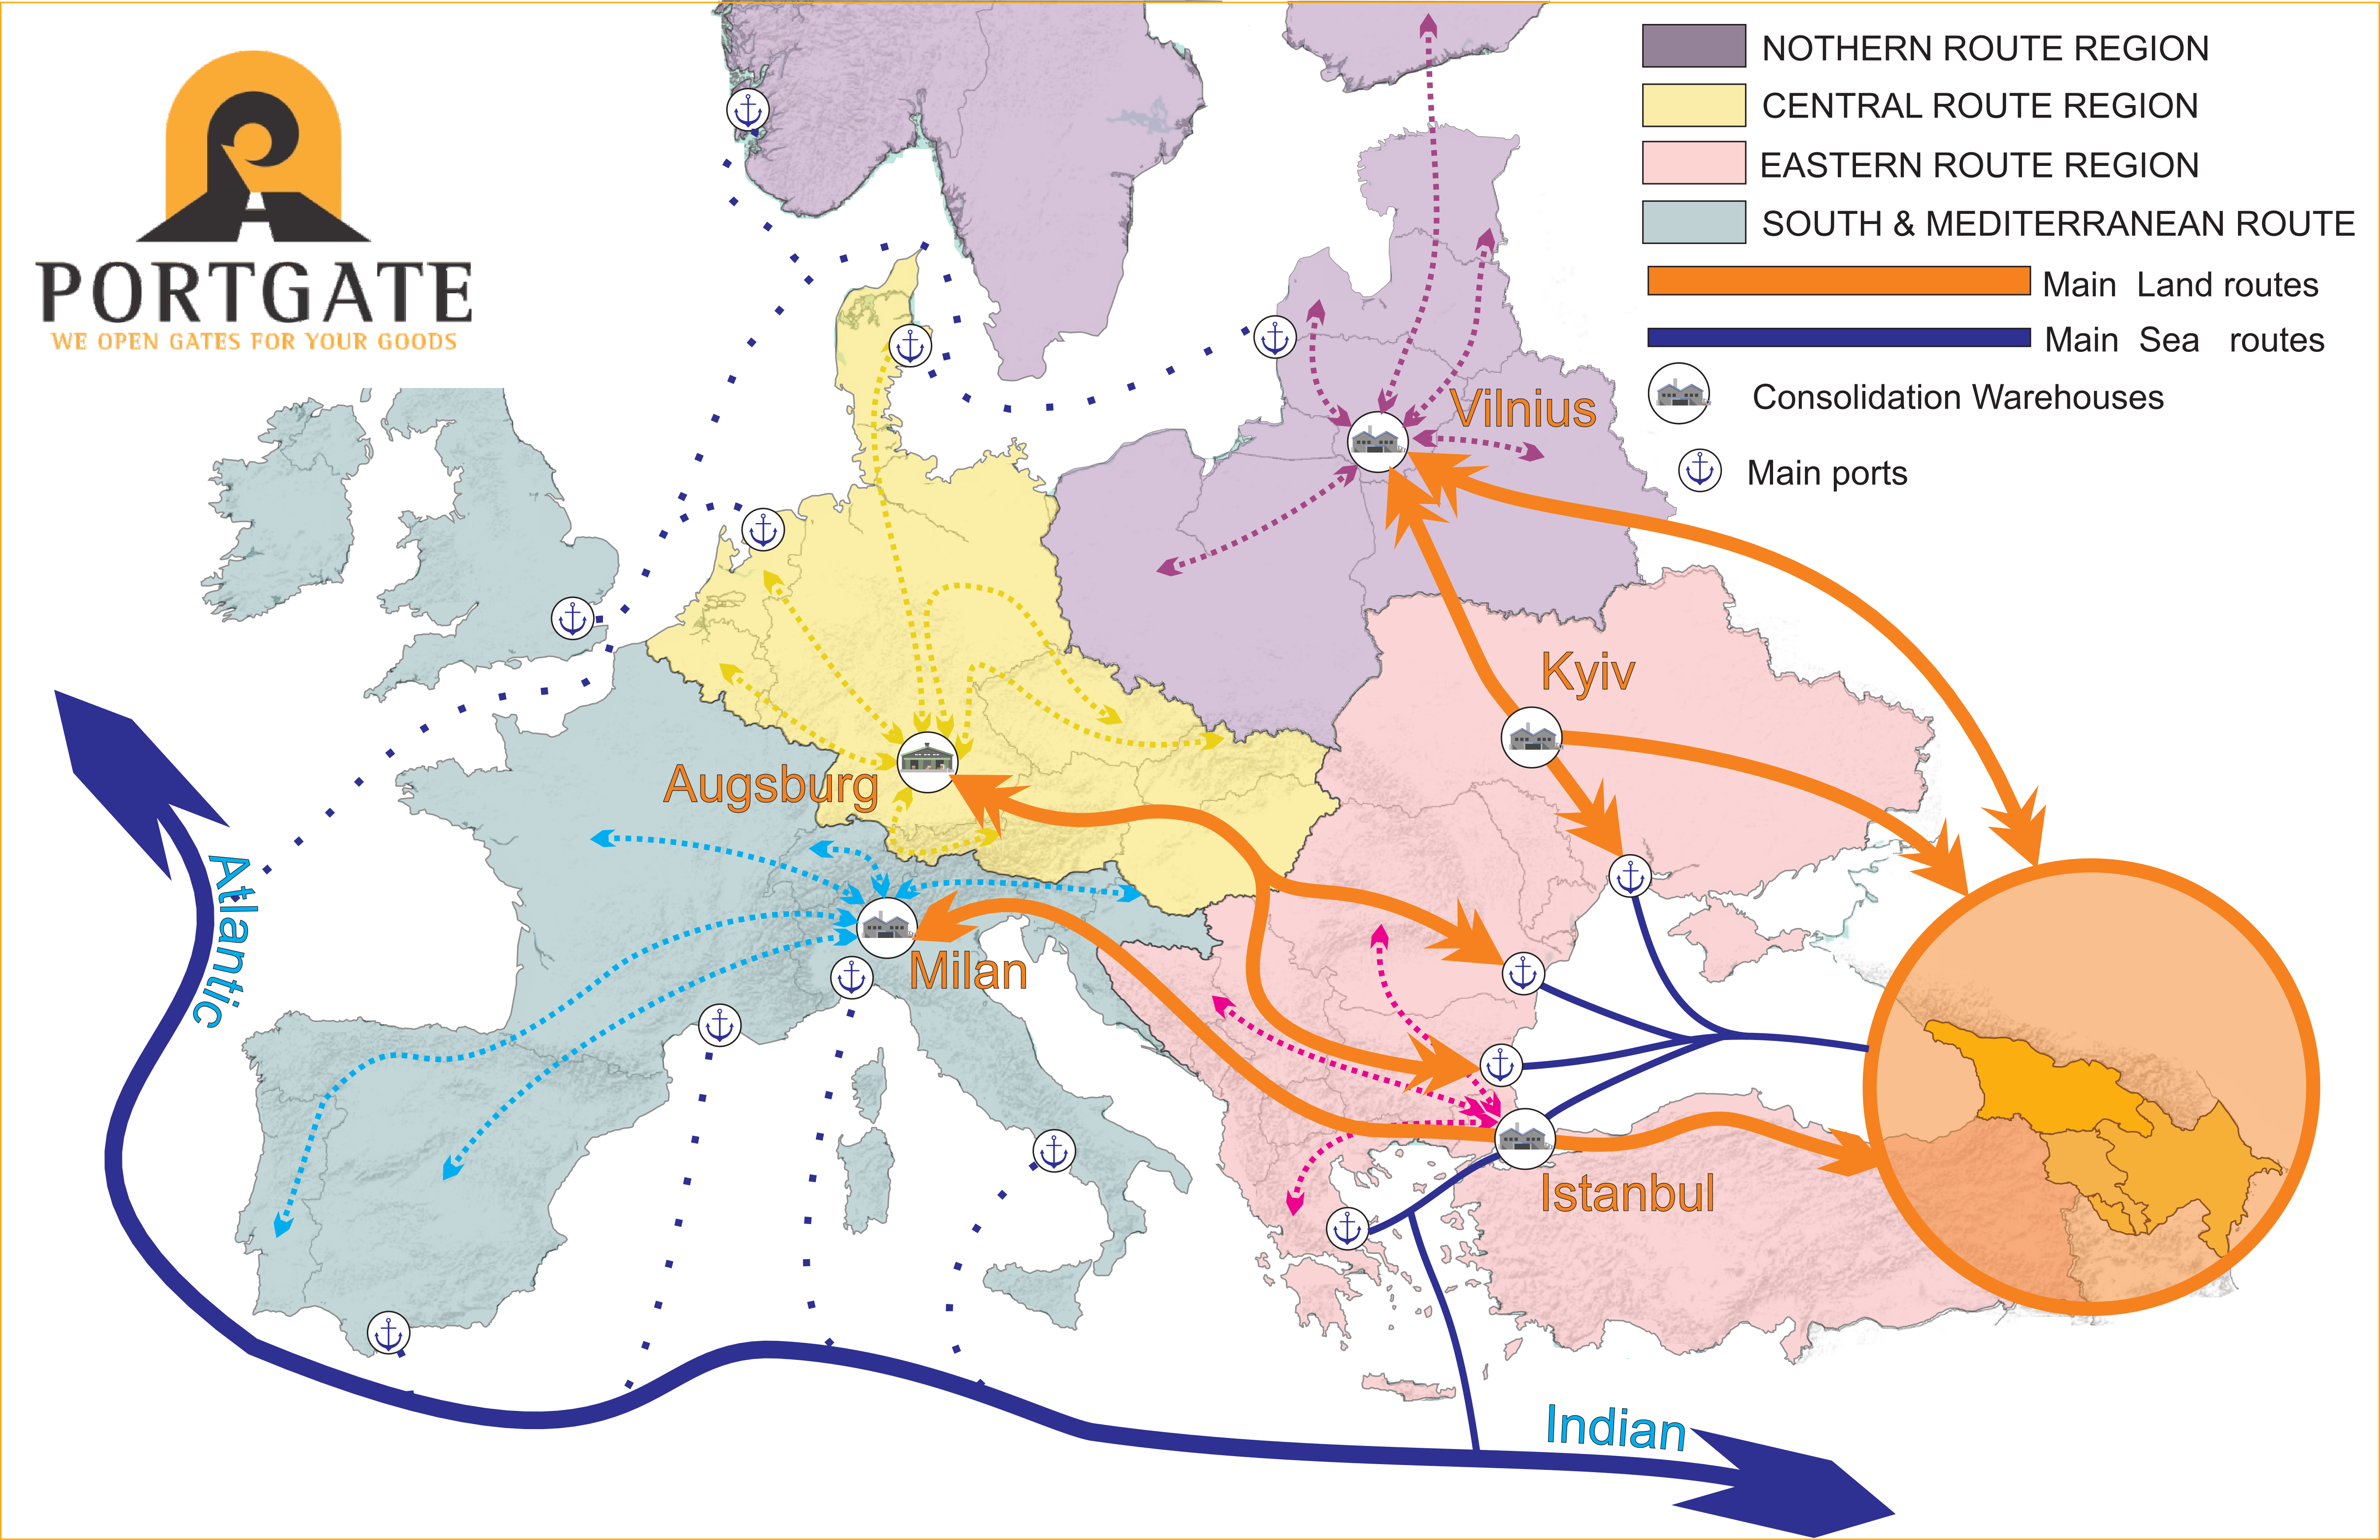 PORTGATE
WE OPEN GATES FOR YOUR GOODS
NOTHERN ROUTE REGION
CENTRAL ROUTE REGION
EASTERN ROUTE REGION
SOUTH & MEDITERRANEAN ROUTE
Main Land routes
Main Sea routes
Consolidation Warehouses
Main ports
Vilnius
Kyiv
Augsburg
Atlantic
Milan
Istanbul
Indian